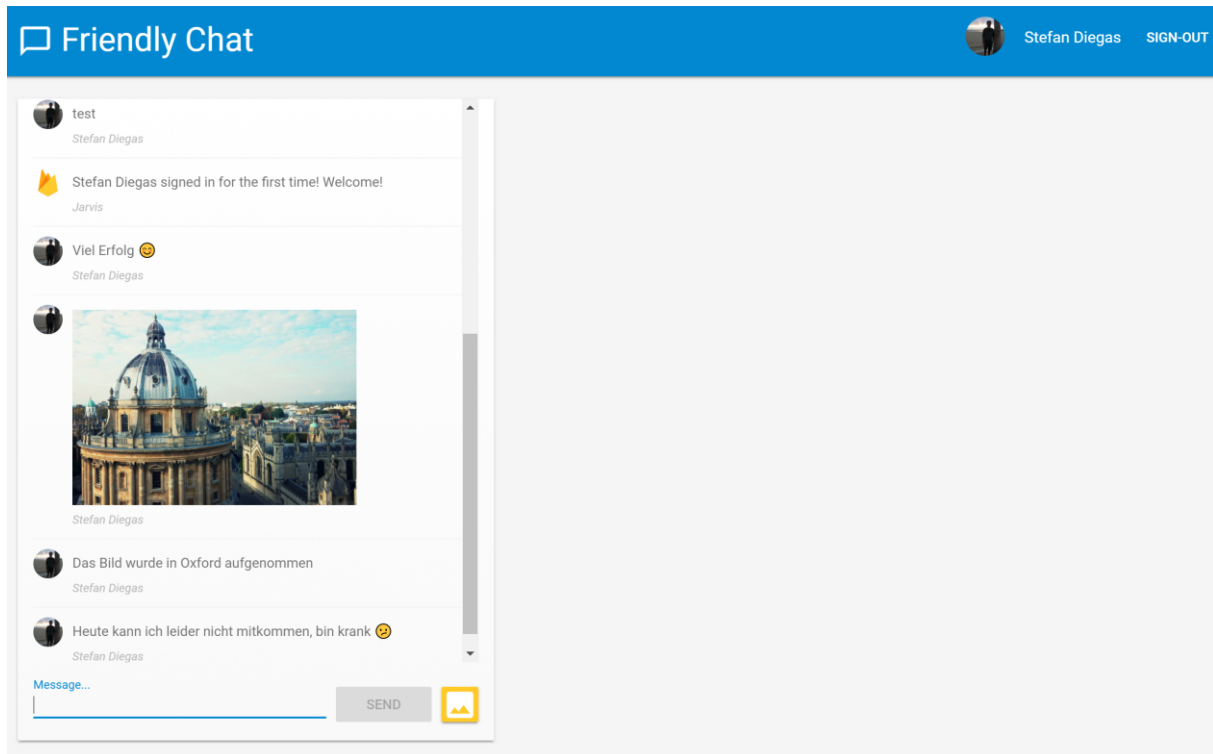 Friendly Chat
Stefan Diegas SIGN-OUT
test
Stefan Diegas
Stefan Diegas signed in for the first time! Welcome!
Jarvis
Viel Erfolg 😊
Stefan Diegas
Stefan Diegas
Das Bild wurde in Oxford aufgenommen
Stefan Diegas
Heute kann ich leider nicht mitkommen, bin krank 😕
Stefan Diegas
Message...
SEND